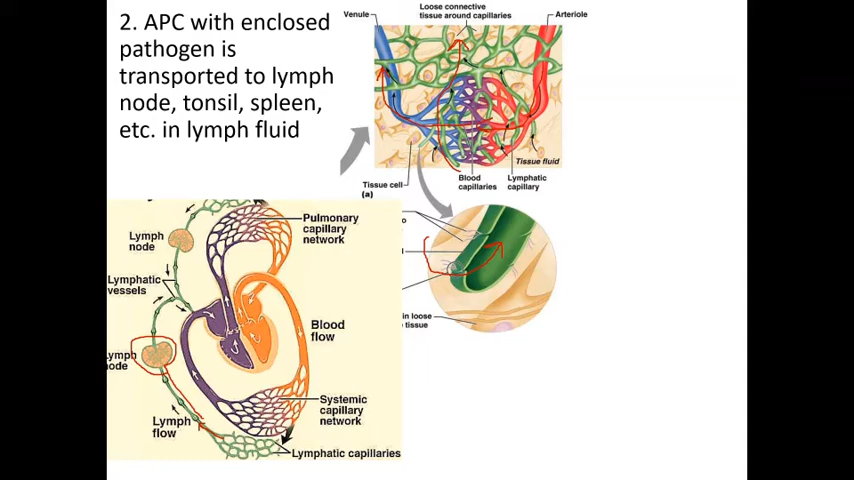 2. APC with enclosed
pathogen is
transported to lymph
node, tonsil, spleen,
etc. in lymph fluid
Venule
Loose connective
tissue around capillaries
Arteriole
Tissue fluid
Tissue cell
Blood
capillaries
Lymphatic
capillary
(a)
in loose
tissue
Pulmonary
capillary
network
Lymph
node
Lymphatic
vessels
Blood
flow
Lymph
node
Systemic
capillary
network
Lymph
flow
Lymphatic capillaries